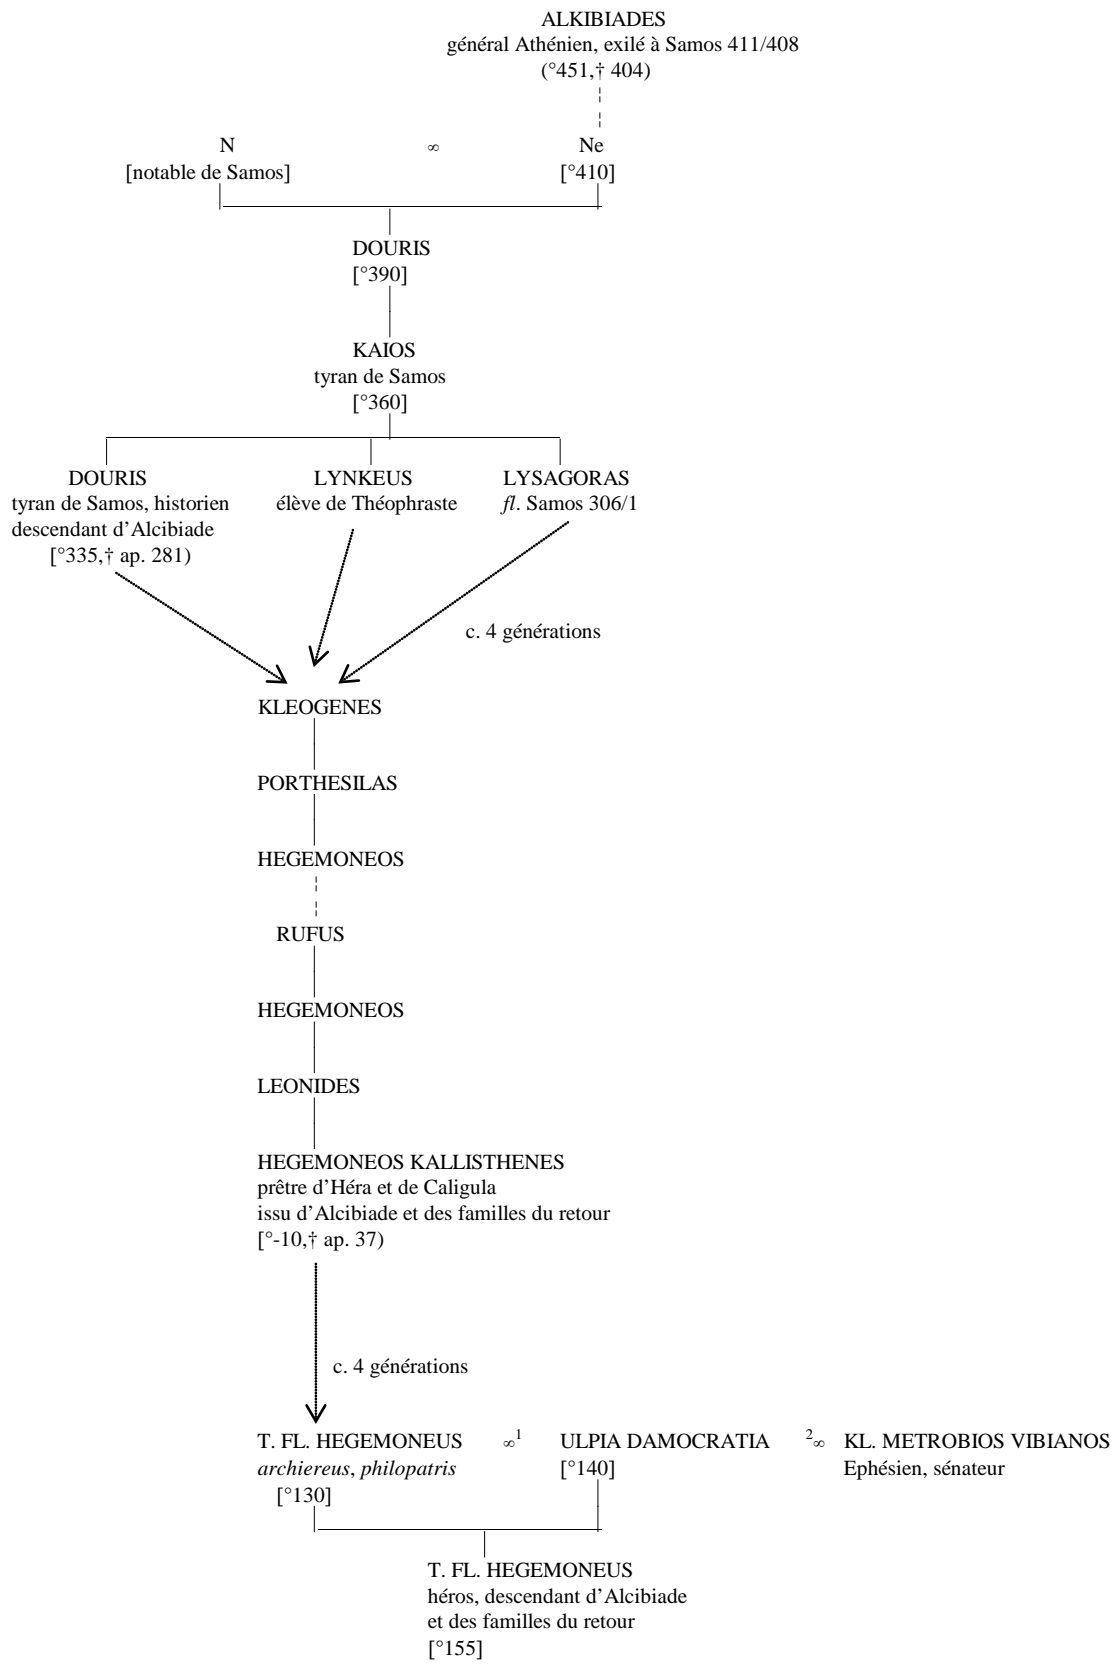 ALKIBIADES
général Athénien, exilé à Samos 411/408
(°451,† 404)
N ∞ Ne
[notable de Samos] [°410]
DOURIS
[°390]
KAIOS
tyran de Samos
[°360]
DOURIS LYNKEUS LYSAGORAS
tyran de Samos, historien élève de Théophraste fl. Samos 306/1
descendant d’Alcibiade
[°335,† ap. 281)
c. 4 générations
KLEOGENES
PORTHESILAS
HEGEMONEOS
RUFUS
HEGEMONEOS
LEONIDES
HEGEMONEOS KALLISTHENES
prêtre d’Héra et de Caligula
issu d’Alcibiade et des familles du retour
[°-10,† ap. 37)
c. 4 générations
T. FL. HEGEMONEUS ∞1 ULPIA DAMOCRATIA 2∞ KL. METROBIOS VIBIANOS
archiereus, philopatris [°140] Ephésien, sénateur
[°130]
T. FL. HEGEMONEUS
héros, descendant d’Alcibiade
et des familles du retour
[°155]